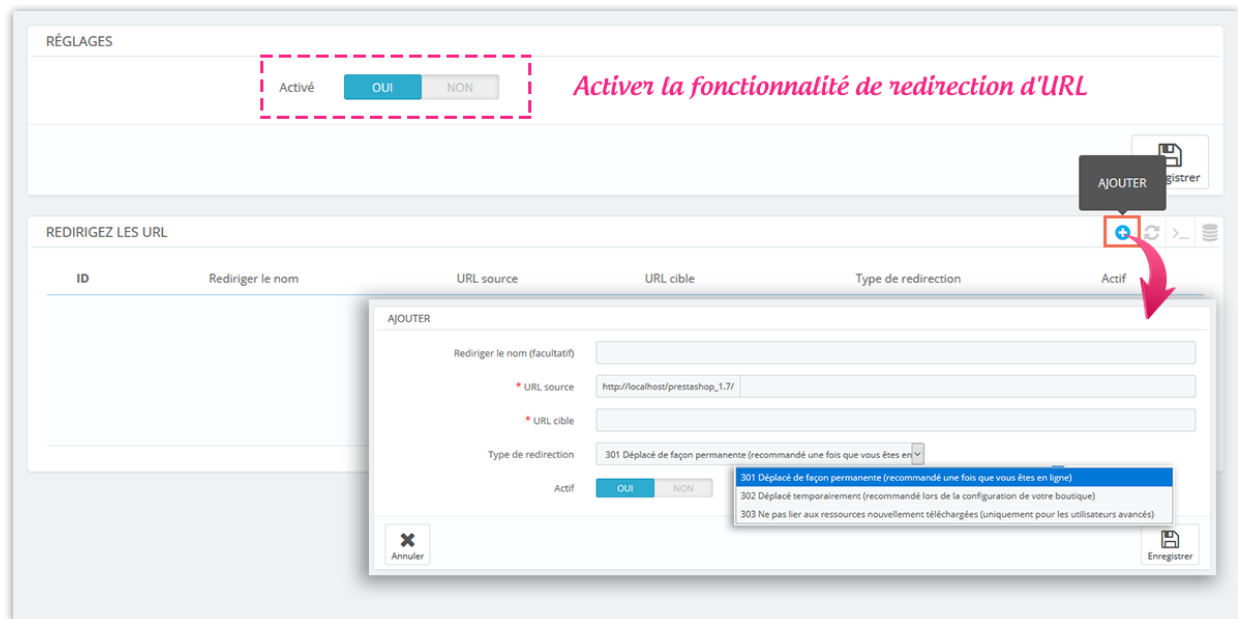 RÉGLAGES
Activé OUI NON
Activer la fonctionnalité de redirection d'URL
AJOUTER
REDIRIGEZ LES URL
ID Rediriger le nom URL source URL cible Type de redirection Actif
AJOUTER
Rediriger le nom (facultatif)
* URL source http://localhost/prestashop_1.7/
* URL cible
Type de redirection 301 Déplacé de façon permanente (recommandé une fois que vous êtes en
301 Déplacé de façon permanente (recommandé une fois que vous êtes en ligne)
Actif OUI NON
302 Déplacé temporairement (recommandé lors de la configuration de votre boutique)
303 Ne pas lier aux ressources nouvellement téléchargées (uniquement pour les utilisateurs avancés)
Annuler Enregistrer